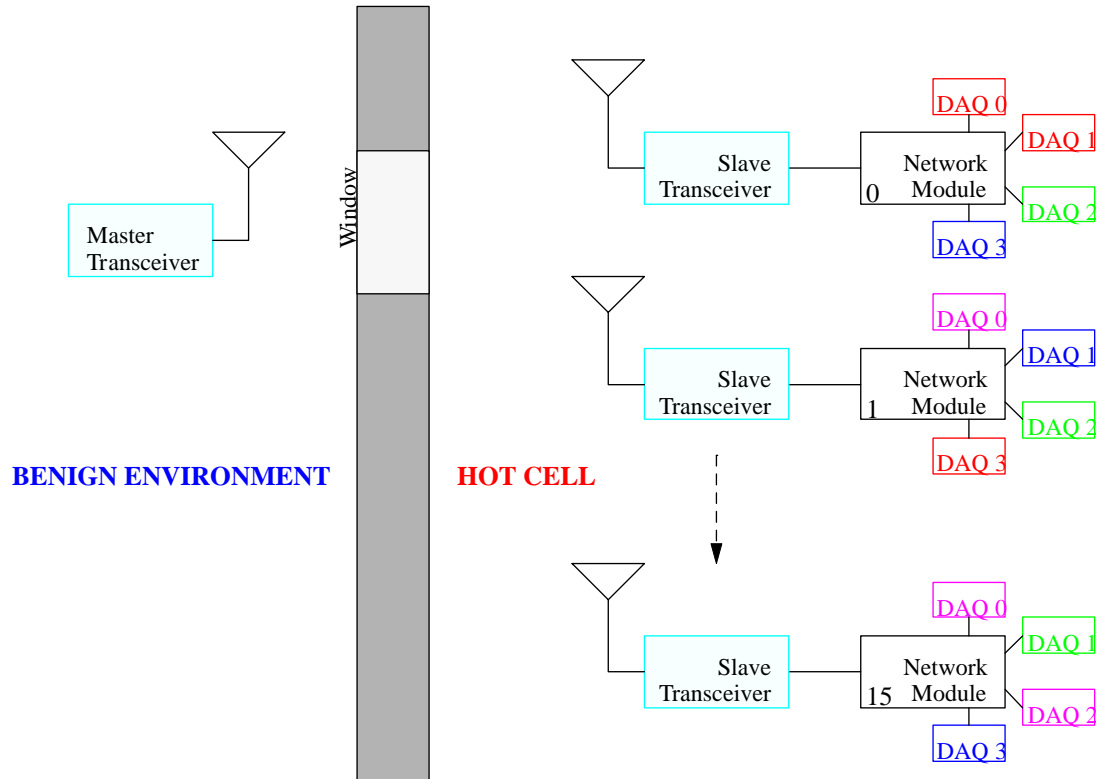 DAQ 0
DAQ 1
Slave
Transceiver
Network
Module
0
DAQ 2
DAQ 3
Window
Master
Transceiver
DAQ 0
DAQ 1
Slave
Transceiver
Network
Module
1
DAQ 2
DAQ 3
BENIGN ENVIRONMENT
HOT CELL
DAQ 0
DAQ 1
Slave
Transceiver
Network
Module
15
DAQ 2
DAQ 3